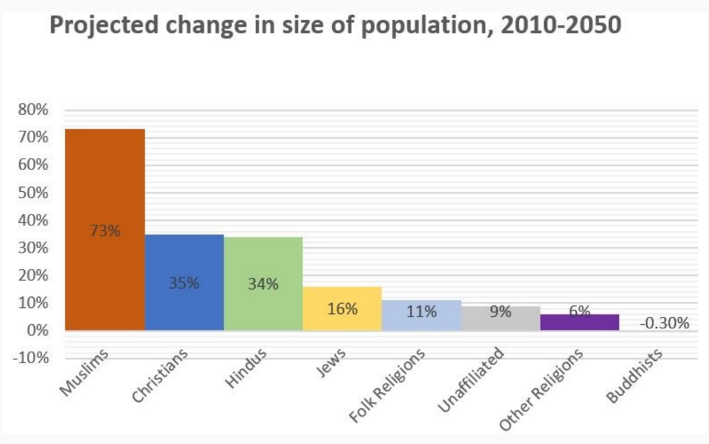 Projected change in size of population, 2010-2050
80%
70%
60%
50%
40%
30%
20%
10%
0%
-10%
73%
35%
34%
16%
11%
9%
6%
-0.30%
Muslims
Christians
Hindus
Jews
Folk Religions
Unaffiliated
Other Religions
Buddhists